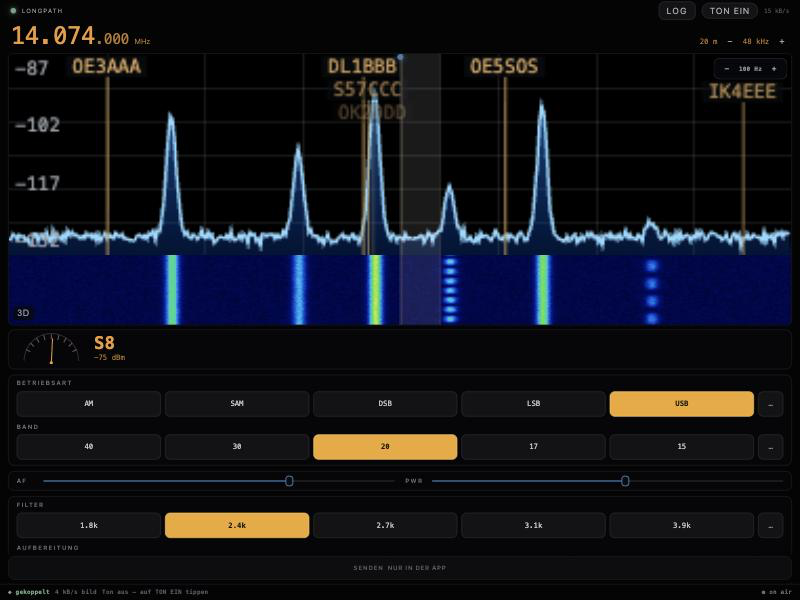 LONGPATH LOG TON EIN 15 kB/s
14.074.000 MHz 20 m − 48 kHz +
−87 OE3AAA DL1BBB OE5SOS − 100 Hz +
S57CCC IK4EEE
−102
−117
3D
S8
−75 dBm
BETRIEBSART
AM SAM DSB LSB USB …
BAND
40 30 20 17 15 …
AF PWR
FILTER
1.8k 2.4k 2.7k 3.1k 3.9k …
AUFBEREITUNG
SENDEN NUR IN DER APP
gekoppelt 4 kB/s bild Ton aus — auf TON EIN tippen on air